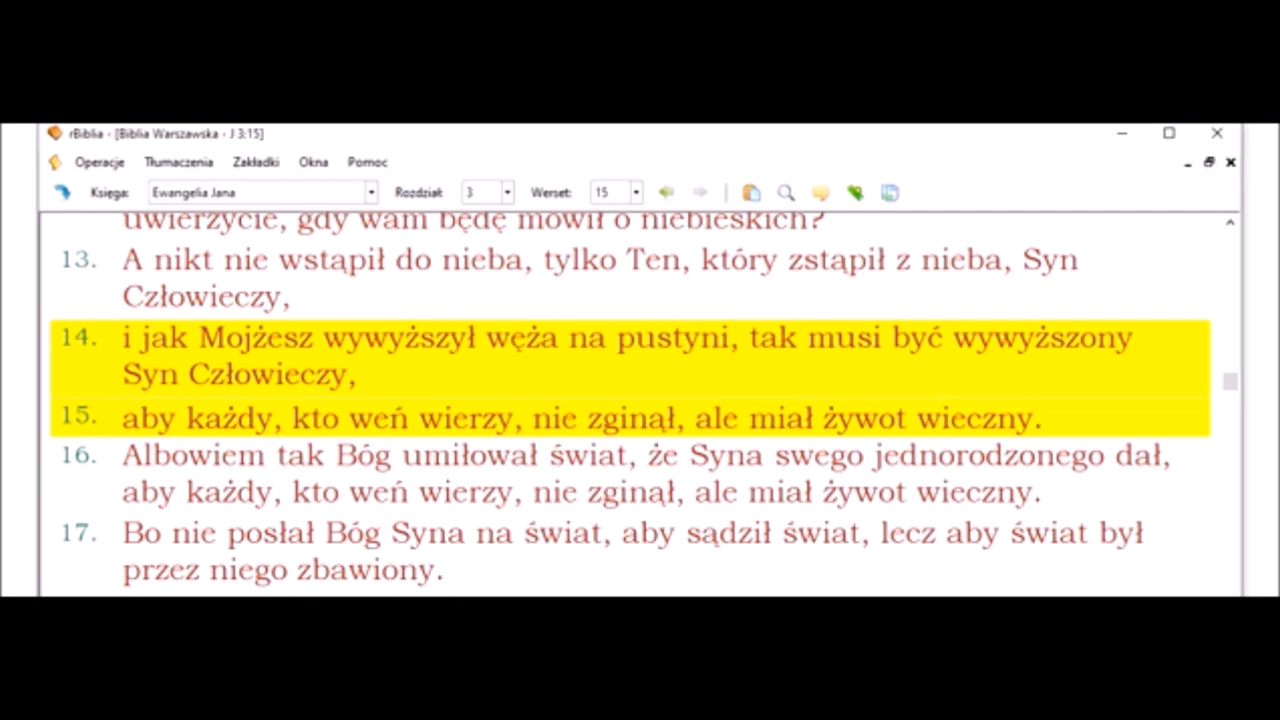 rBiblia - [Biblia Warszawska - J 3:15]
Operacje Tłumaczenia Zakładki Okna Pomoc
Księga: Ewangelia Jana Rozdział: 3 Werset: 15
uwierzycie, gdy wam będę mówił o niebieskich?
13. A nikt nie wstąpił do nieba, tylko Ten, który zstąpił z nieba, Syn
Człowieczy,
14. i jak Mojżesz wywyższył węża na pustyni, tak musi być wywyższony
Syn Człowieczy,
15. aby każdy, kto weń wierzy, nie zginął, ale miał żywot wieczny.
16. Albowiem tak Bóg umiłował świat, że Syna swego jednorodzonego dał,
aby każdy, kto weń wierzy, nie zginął, ale miał żywot wieczny.
17. Bo nie posłał Bóg Syna na świat, aby sądził świat, lecz aby świat był
przez niego zbawiony.